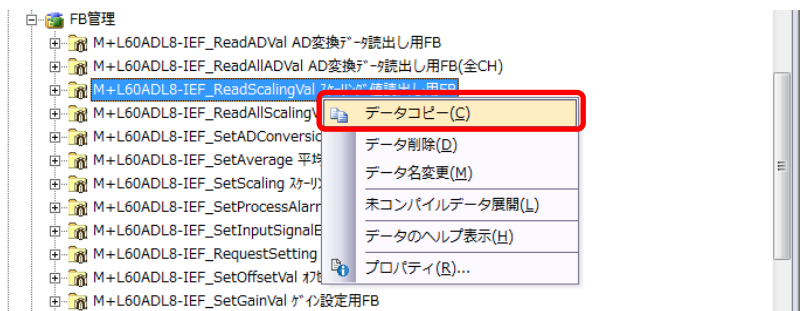 FB管理
M+L60ADL8-IEF_ReadADVal AD変換ﾃﾞｰﾀ読出し用FB
M+L60ADL8-IEF_ReadAllADVal AD変換ﾃﾞｰﾀ読出し用FB(全CH)
M+L60ADL8-IEF_ReadScalingVal ｽｹｰﾘﾝｸﾞ値読出し用FB
M+L60ADL8-IEF_ReadAllScalingV
M+L60ADL8-IEF_SetADConversio
M+L60ADL8-IEF_SetAverage 平均
M+L60ADL8-IEF_SetScaling ｽｹｰﾘﾝ
M+L60ADL8-IEF_SetProcessAlarr
M+L60ADL8-IEF_SetInputSignalE
M+L60ADL8-IEF_RequestSetting
M+L60ADL8-IEF_SetOffsetVal ｵﾌｾ
M+L60ADL8-IEF_SetGainVal ｹﾞｲﾝ設定用FB
データコピー(C)
データ削除(D)
データ名変更(M)
未コンパイルデータ展開(L)
データのヘルプ表示(H)
プロパティ(R)...